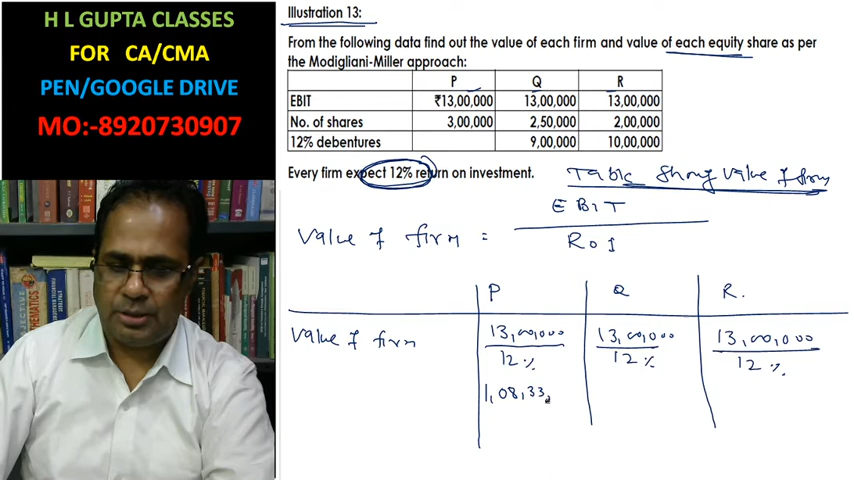 H L GUPTA CLASSES
FOR CA/CMA
PEN/GOOGLE DRIVE
MO:-8920730907
Illustration 13:
From the following data find out the value of each firm and value of each equity share as per
the Modigliani-Miller approach:
P Q R
EBIT ₹13,00,000 13,00,000 13,00,000
No. of shares 3,00,000 2,50,000 2,00,000
12% debentures 9,00,000 10,00,000
Every firm expect 12% return on investment.
Table Showing Value of firm
Value of firm = EBIT
ROI
P Q R.
Value of firm 13,00,000 13,00,000 13,00,000
12% 12% 12%
1,08,33,